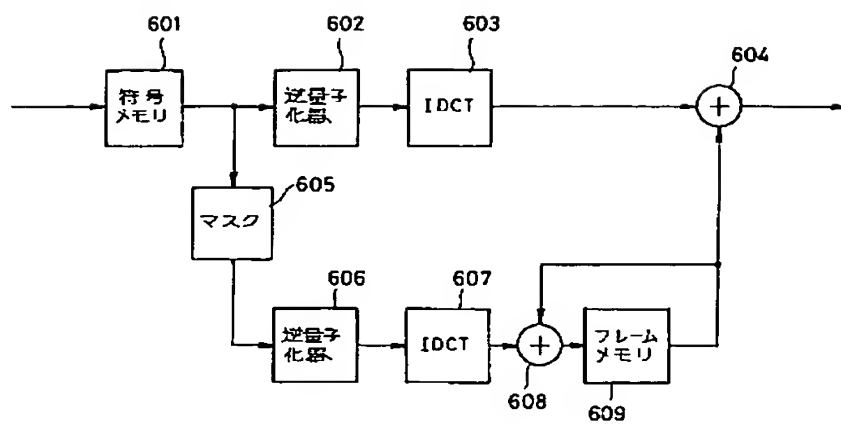 601
602
603
604
符号
メモリ
逆量子
化器
IDCT
+
605
マスク
606
607
逆量子
化器
IDCT
+
フレーム
メモリ
608
609